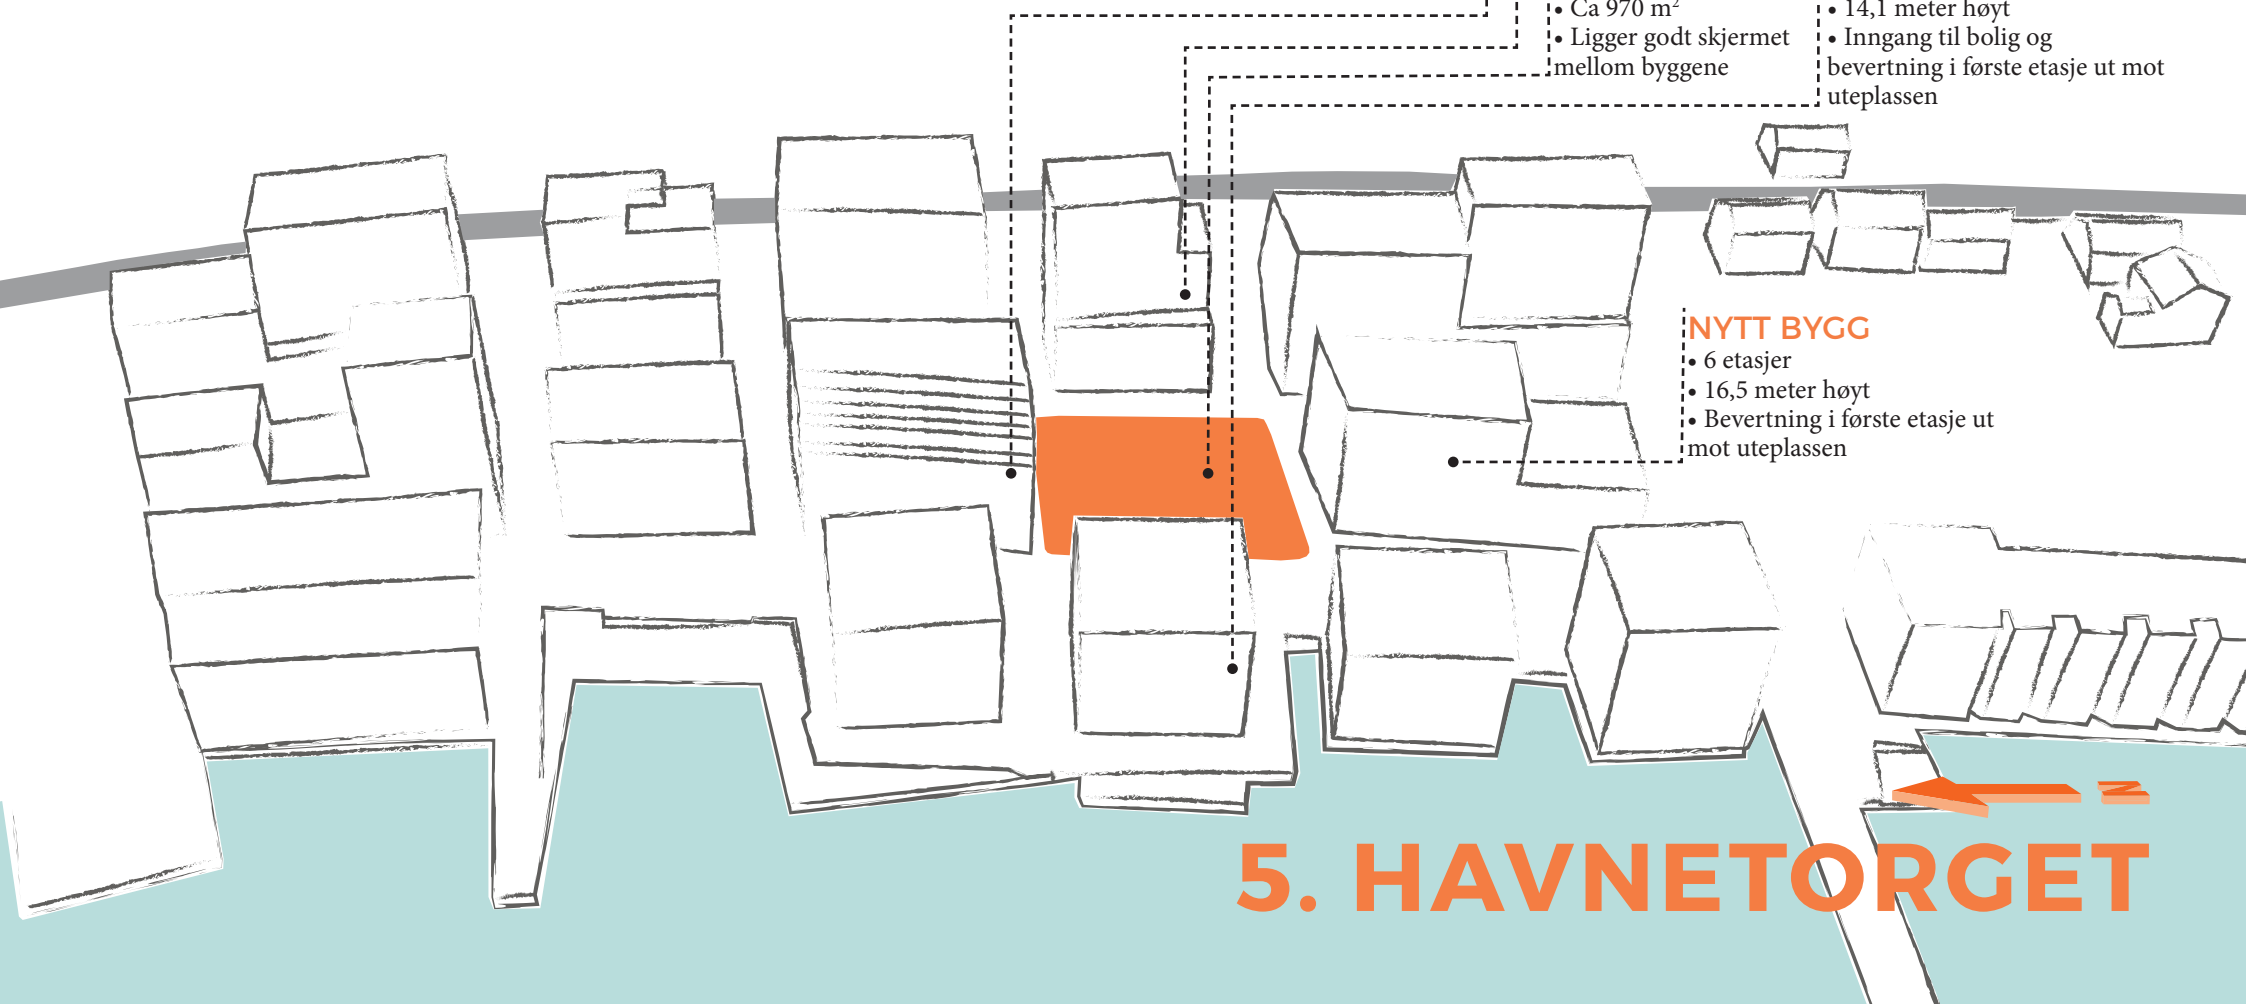 • Ca 970 m²
• Ligger godt skjermet
mellom byggene
• 14,1 meter høyt
• Inngang til bolig og
bevertning i første etasje ut mot
uteplassen
NYTT BYGG
• 6 etasjer
• 16,5 meter høyt
• Bevertning i første etasje ut
mot uteplassen
N
5. HAVNETORGET